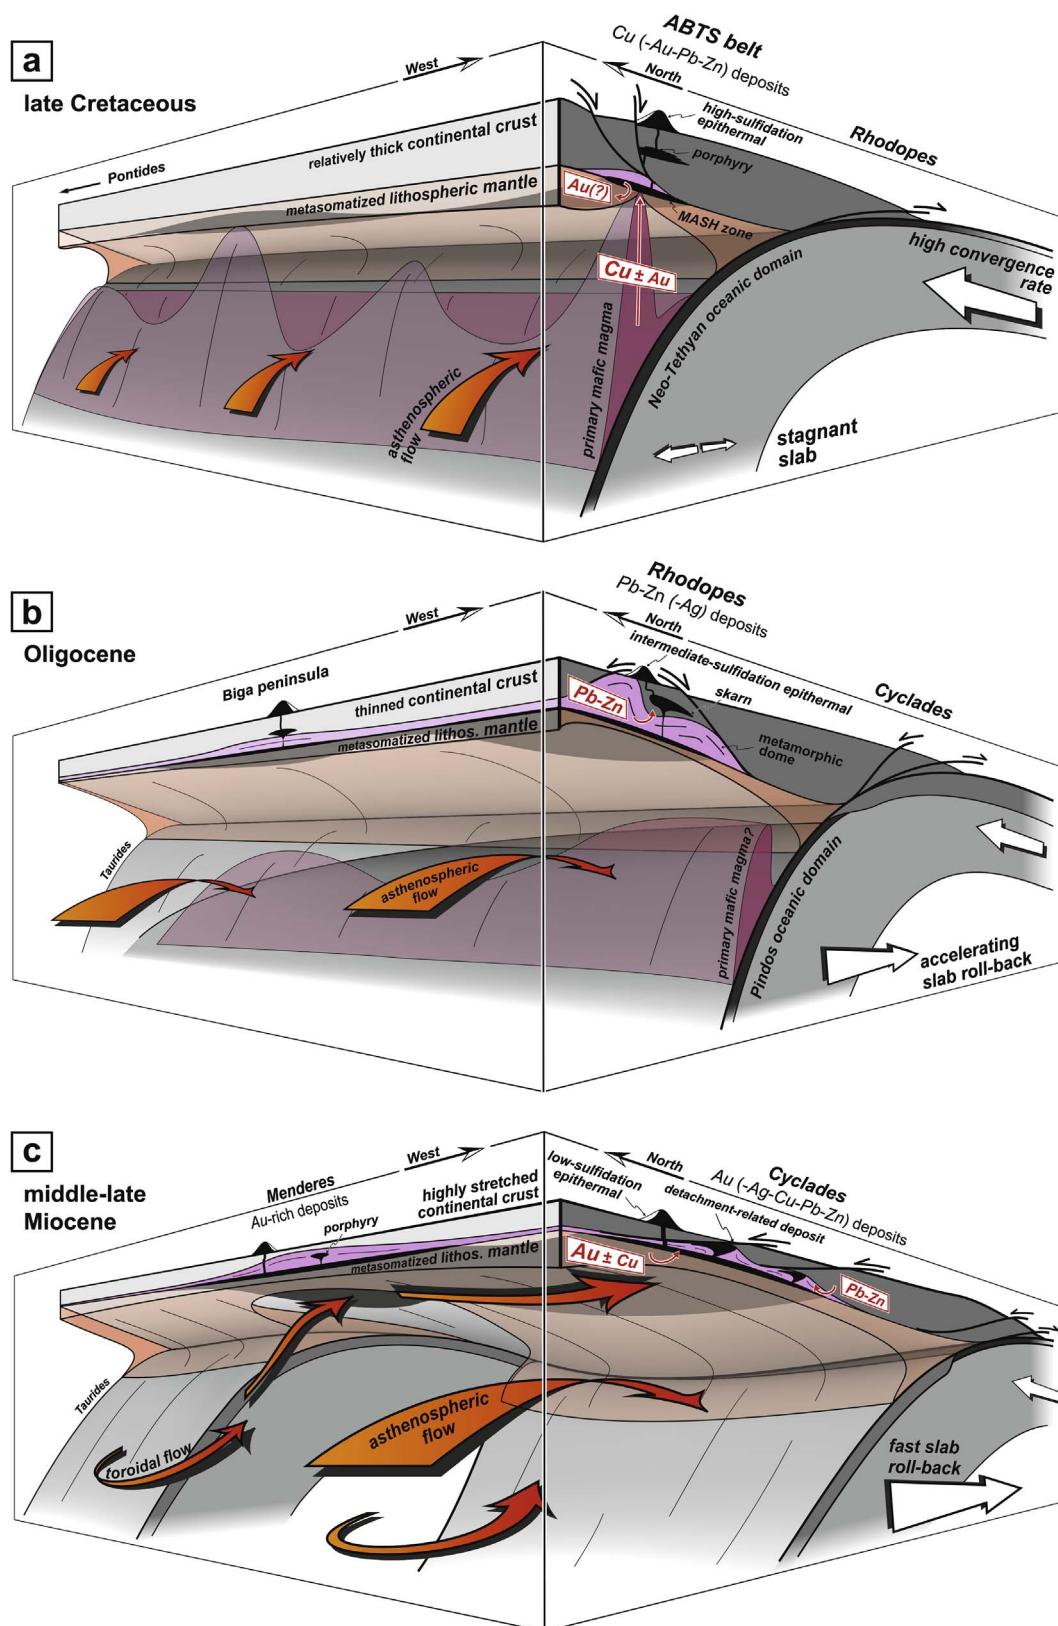 a
late Cretaceous
West
North
ABTS belt
Cu (-Au-Pb-Zn) deposits
high-sulfidation
epithermal
porphyry
Rhodopes
Pontides
relatively thick continental crust
metasomatized lithospheric mantle
Au(?)
MASH zone
Cu ± Au
high convergence
rate
Neo-Tethyan oceanic domain
primary mafic magma
asthenospheric
flow
stagnant
slab
b
Oligocene
West
North
Rhodopes
Pb-Zn (-Ag) deposits
intermediate-sulfidation epithermal
skarn
Cyclades
Biga peninsula
thinned continental crust
Pb-Zn
metasomatized lithos. mantle
metamorphic
dome
Taurides
asthenospheric
flow
primary mafic magma?
Pindos oceanic domain
accelerating
slab roll-back
c
middle-late
Miocene
West
North
Menderes
Au-rich deposits
porphyry
highly stretched
continental crust
low-sulfidation
epithermal
Cyclades
Au (-Ag-Cu-Pb-Zn) deposits
detachment-related deposit
metasomatized lithos. mantle
Au ± Cu
Pb-Zn
Taurides
toroidal flow
asthenospheric
flow
fast slab
roll-back